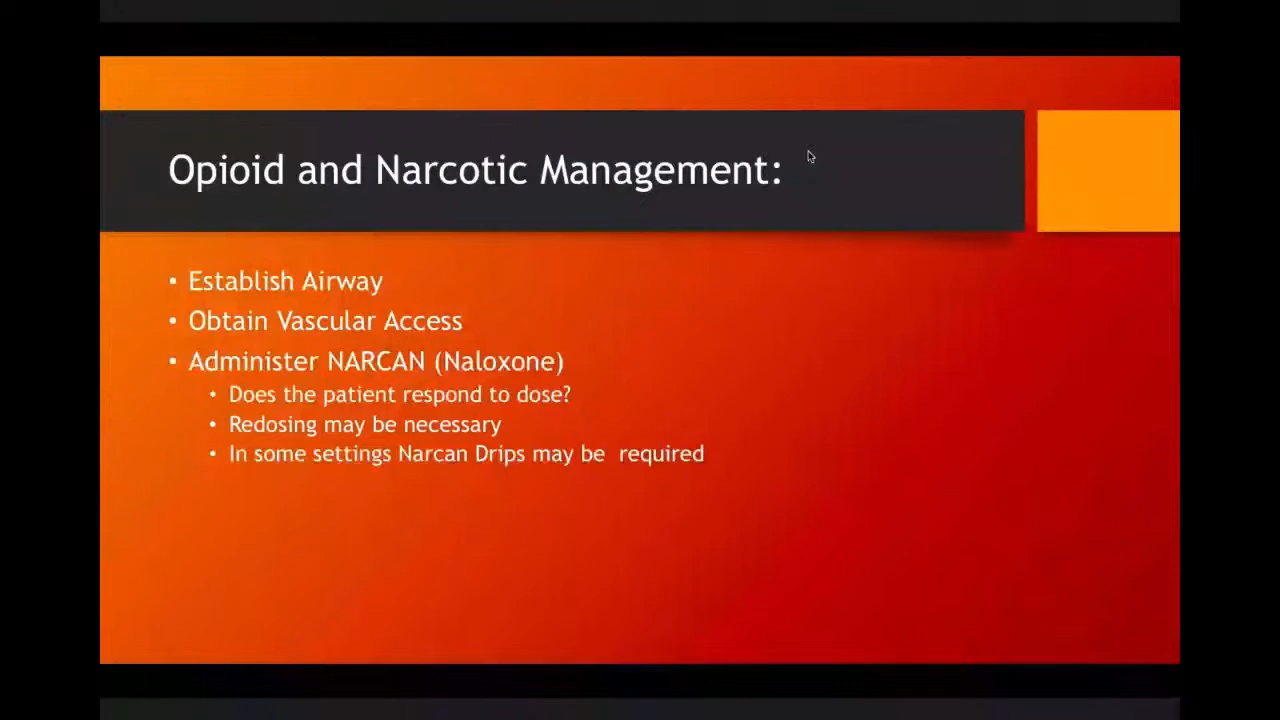 Opioid and Narcotic Management:
• Establish Airway
• Obtain Vascular Access
• Administer NARCAN (Naloxone)
• Does the patient respond to dose?
• Redosing may be necessary
• In some settings Narcan Drips may be  required